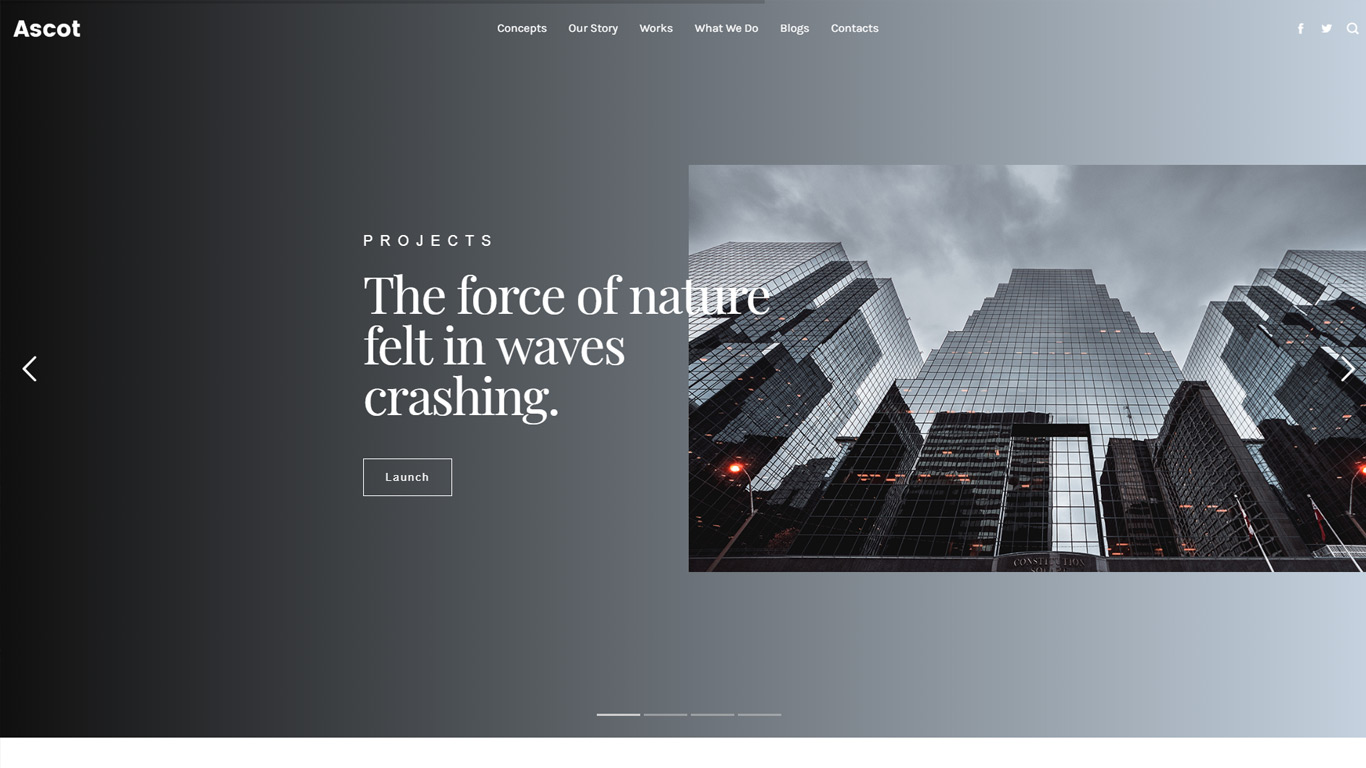 Ascot
Concepts Our Story Works What We Do Blogs Contacts
PROJECTS
The force of nature
felt in waves
crashing.
Launch
CONSTITUTION
SQUARE